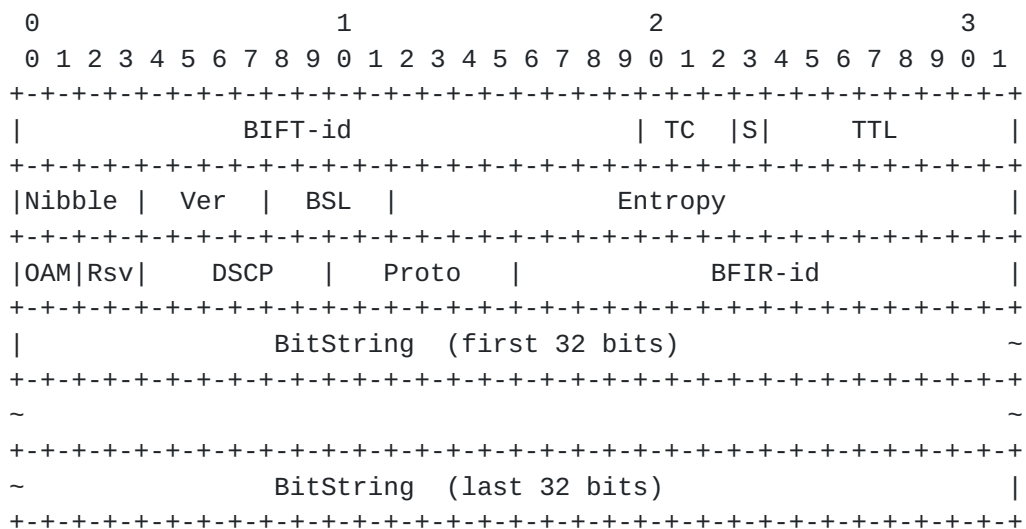 0                   1                   2                   3
 0 1 2 3 4 5 6 7 8 9 0 1 2 3 4 5 6 7 8 9 0 1 2 3 4 5 6 7 8 9 0 1
+-+-+-+-+-+-+-+-+-+-+-+-+-+-+-+-+-+-+-+-+-+-+-+-+-+-+-+-+-+-+-+-+
|              BIFT-id                  | TC  |S|     TTL       |
+-+-+-+-+-+-+-+-+-+-+-+-+-+-+-+-+-+-+-+-+-+-+-+-+-+-+-+-+-+-+-+-+
|Nibble |  Ver  |  BSL  |              Entropy                  |
+-+-+-+-+-+-+-+-+-+-+-+-+-+-+-+-+-+-+-+-+-+-+-+-+-+-+-+-+-+-+-+-+
|OAM|Rsv|    DSCP   |   Proto   |            BFIR-id            |
+-+-+-+-+-+-+-+-+-+-+-+-+-+-+-+-+-+-+-+-+-+-+-+-+-+-+-+-+-+-+-+-+
|                BitString  (first 32 bits)                     ~
+-+-+-+-+-+-+-+-+-+-+-+-+-+-+-+-+-+-+-+-+-+-+-+-+-+-+-+-+-+-+-+-+
~                                                               ~
+-+-+-+-+-+-+-+-+-+-+-+-+-+-+-+-+-+-+-+-+-+-+-+-+-+-+-+-+-+-+-+-+
~                BitString  (last 32 bits)                      |
+-+-+-+-+-+-+-+-+-+-+-+-+-+-+-+-+-+-+-+-+-+-+-+-+-+-+-+-+-+-+-+-+